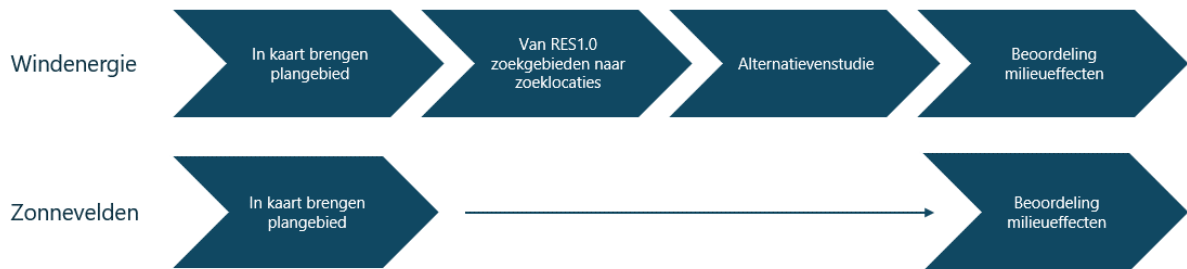 Windenergie
In kaart brengen
plangebied
Van RES1.0
zoekgebieden naar
zoeklocaties
Alternatievenstudie
Beoordeling
milieueffecten
Zonnevelden
In kaart brengen
plangebied
Beoordeling
milieueffecten